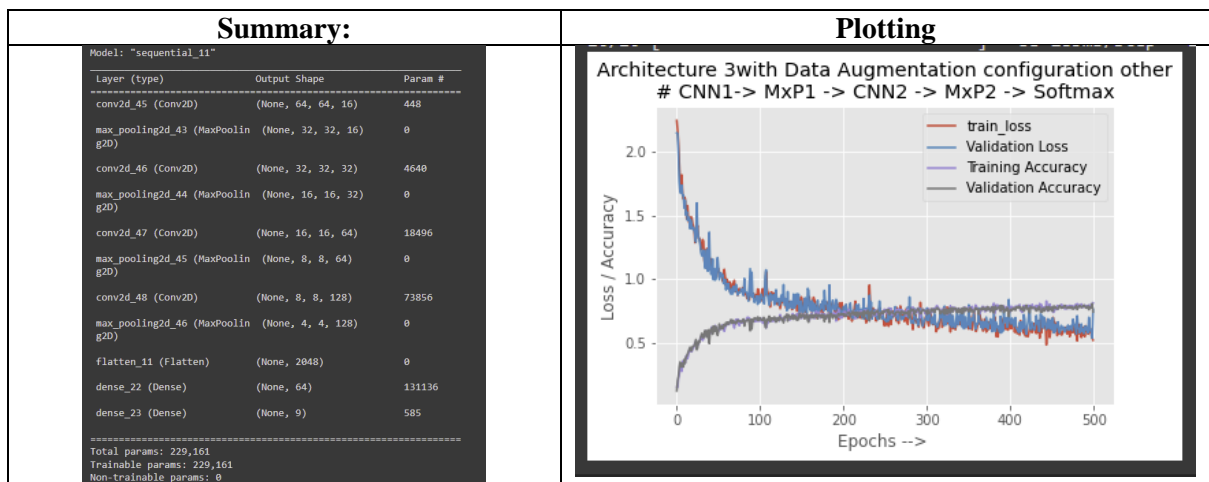 Summary:
Plotting
Model: "sequential_11"
Layer (type) Output Shape Param #
conv2d_45 (Conv2D) (None, 64, 64, 16) 448
max_pooling2d_43 (MaxPoolin (None, 32, 32, 16) 0
g2D)
conv2d_46 (Conv2D) (None, 32, 32, 32) 4640
max_pooling2d_44 (MaxPoolin (None, 16, 16, 32) 0
g2D)
conv2d_47 (Conv2D) (None, 16, 16, 64) 18496
max_pooling2d_45 (MaxPoolin (None, 8, 8, 64) 0
g2D)
conv2d_48 (Conv2D) (None, 8, 8, 128) 73856
max_pooling2d_46 (MaxPoolin (None, 4, 4, 128) 0
g2D)
flatten_11 (Flatten) (None, 2048) 0
dense_22 (Dense) (None, 64) 131136
dense_23 (Dense) (None, 9) 585
Total params: 229,161
Trainable params: 229,161
Non-trainable params: 0
Architecture 3with Data Augmentation configuration other
# CNN1-> MxP1 -> CNN2 -> MxP2 -> Softmax
train_loss
Validation Loss
Training Accuracy
Validation Accuracy
2.0
1.5
1.0
0.5
Loss / Accuracy
0 100 200 300 400 500
Epochs -->